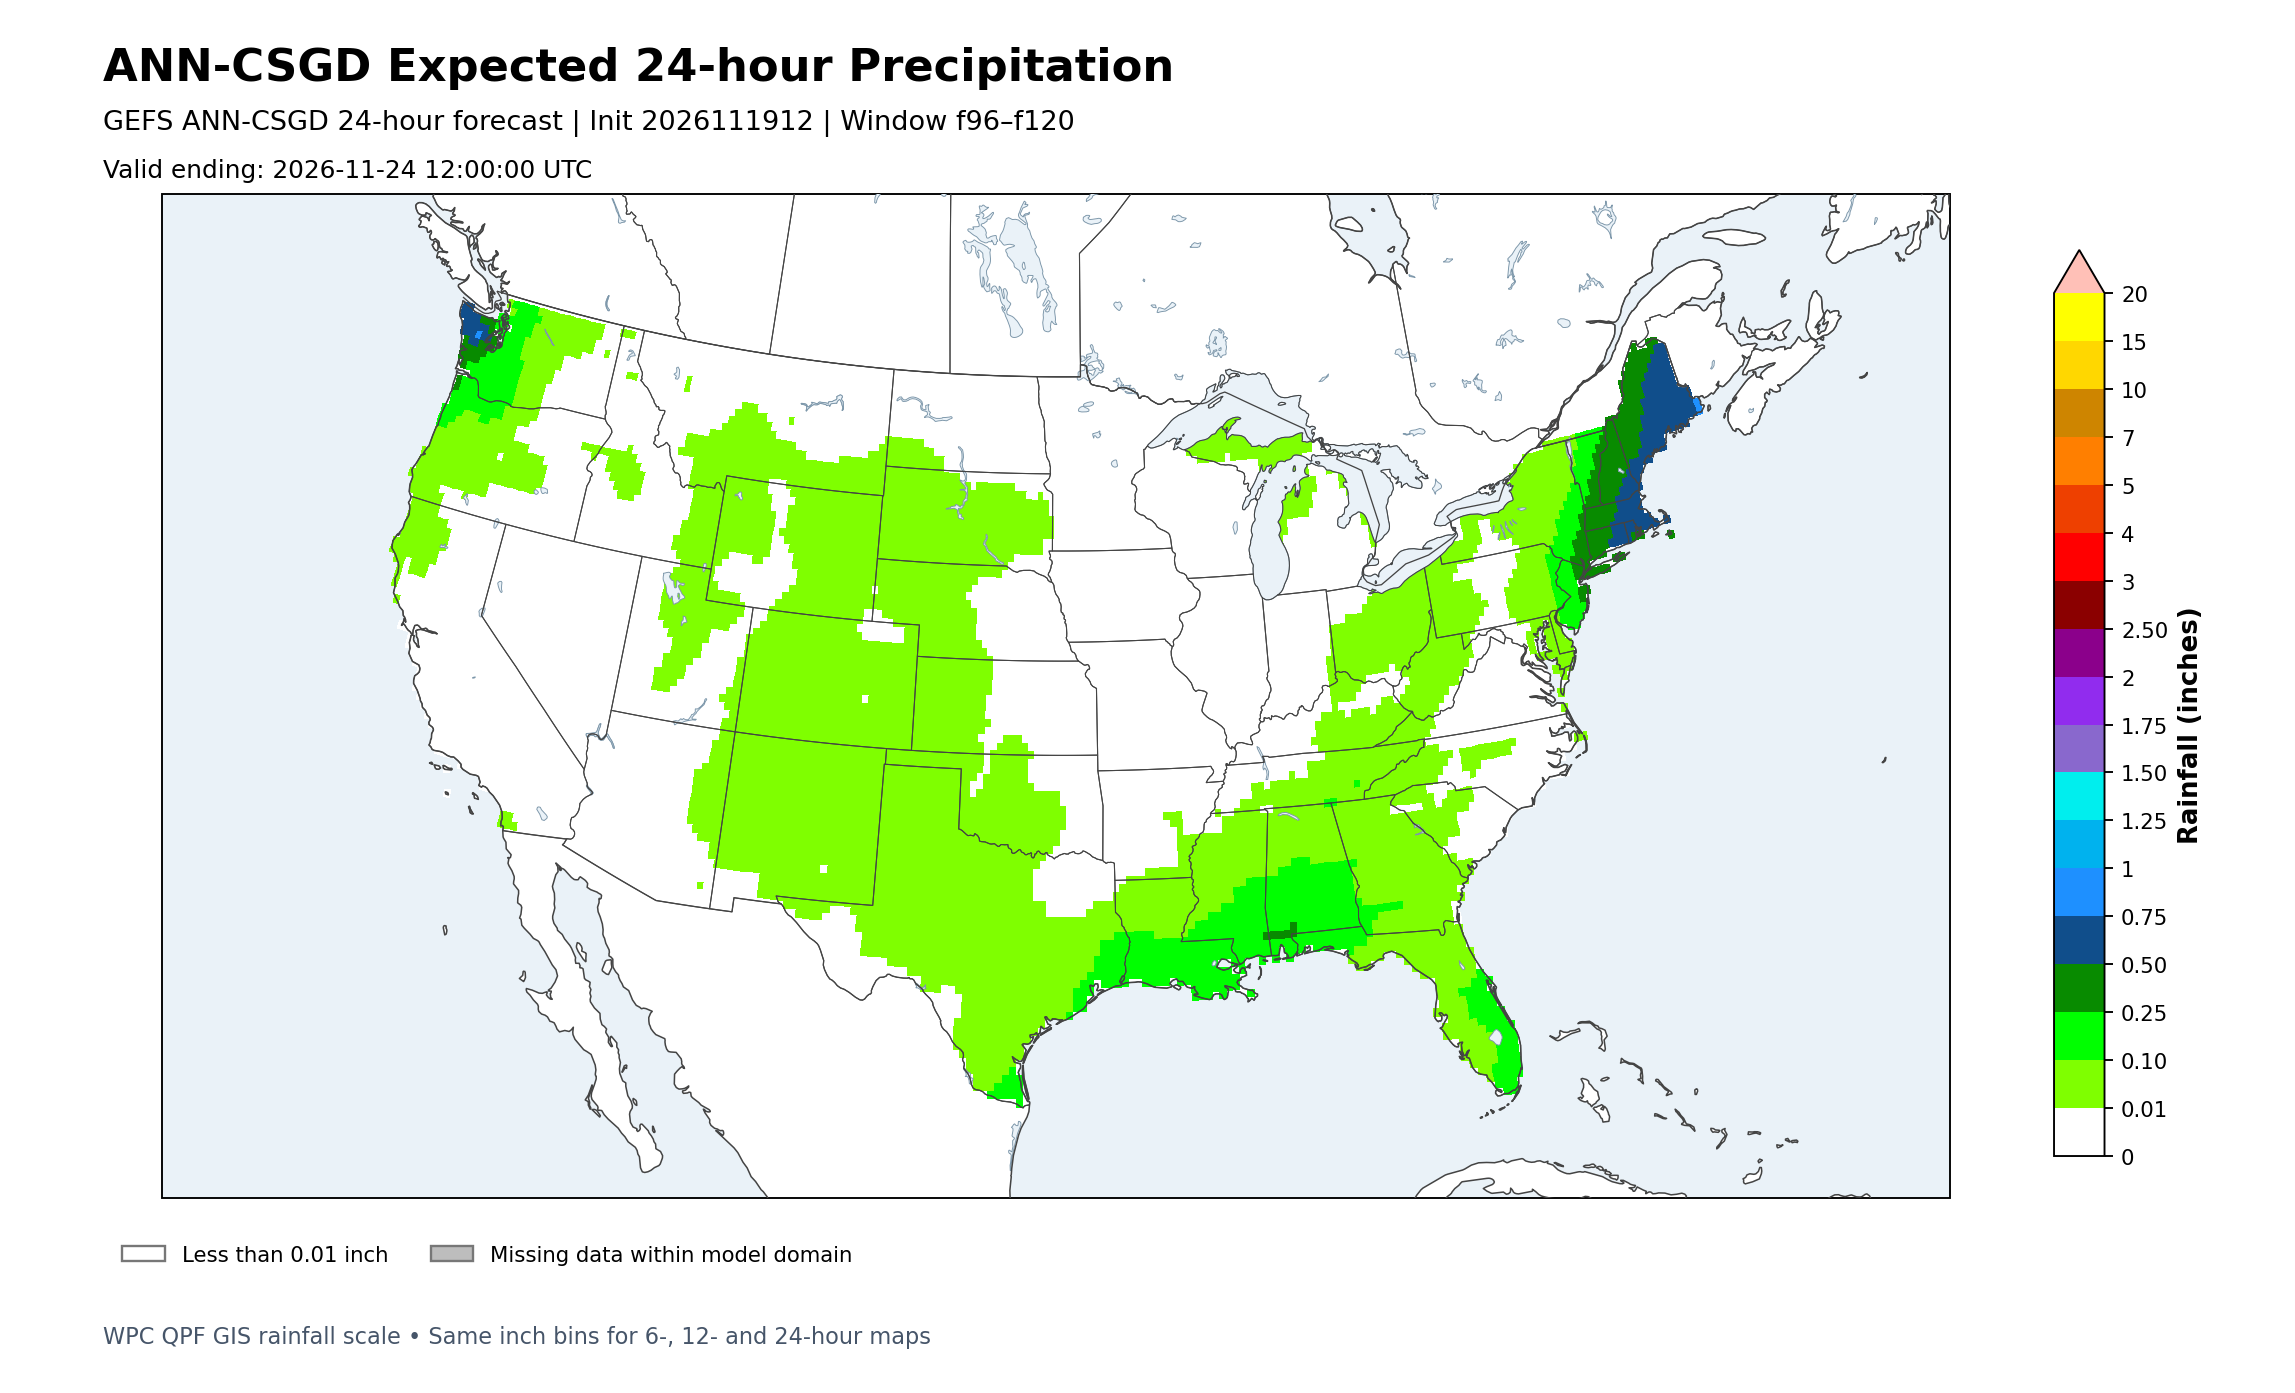 ANN-CSGD Expected 24-hour Precipitation
GEFS ANN-CSGD 24-hour forecast | Init 2026111912 | Window f96–f120
Valid ending: 2026-11-24 12:00:00 UTC
20
15
10
7
5
4
3
2.50
2
1.75
1.50
1.25
1
0.75
0.50
0.25
0.10
0.01
0
Rainfall (inches)
Less than 0.01 inch
Missing data within model domain
WPC QPF GIS rainfall scale • Same inch bins for 6-, 12- and 24-hour maps